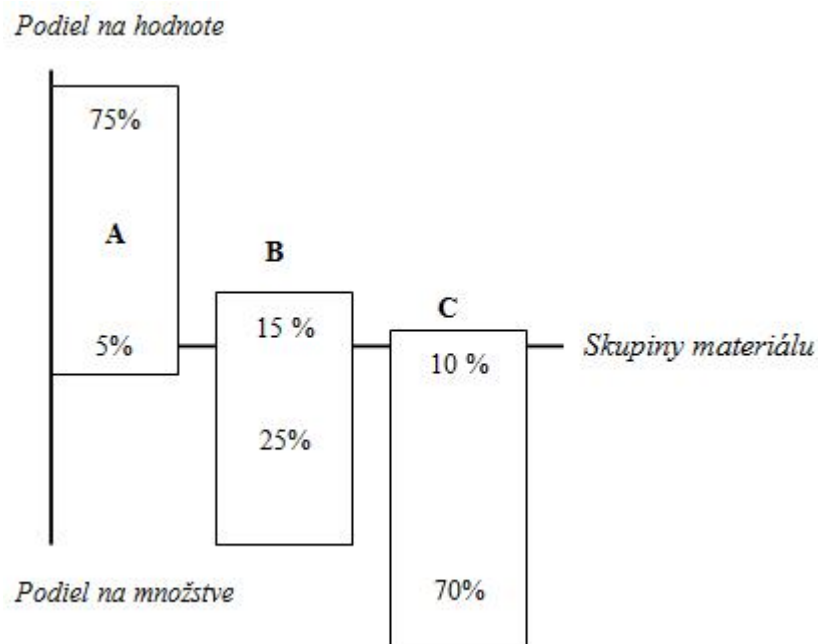 Podiel na hodnote
75%
A
B
C
5%
15 %
10 %
Skupiny materiálu
25%
70%
Podiel na množstve